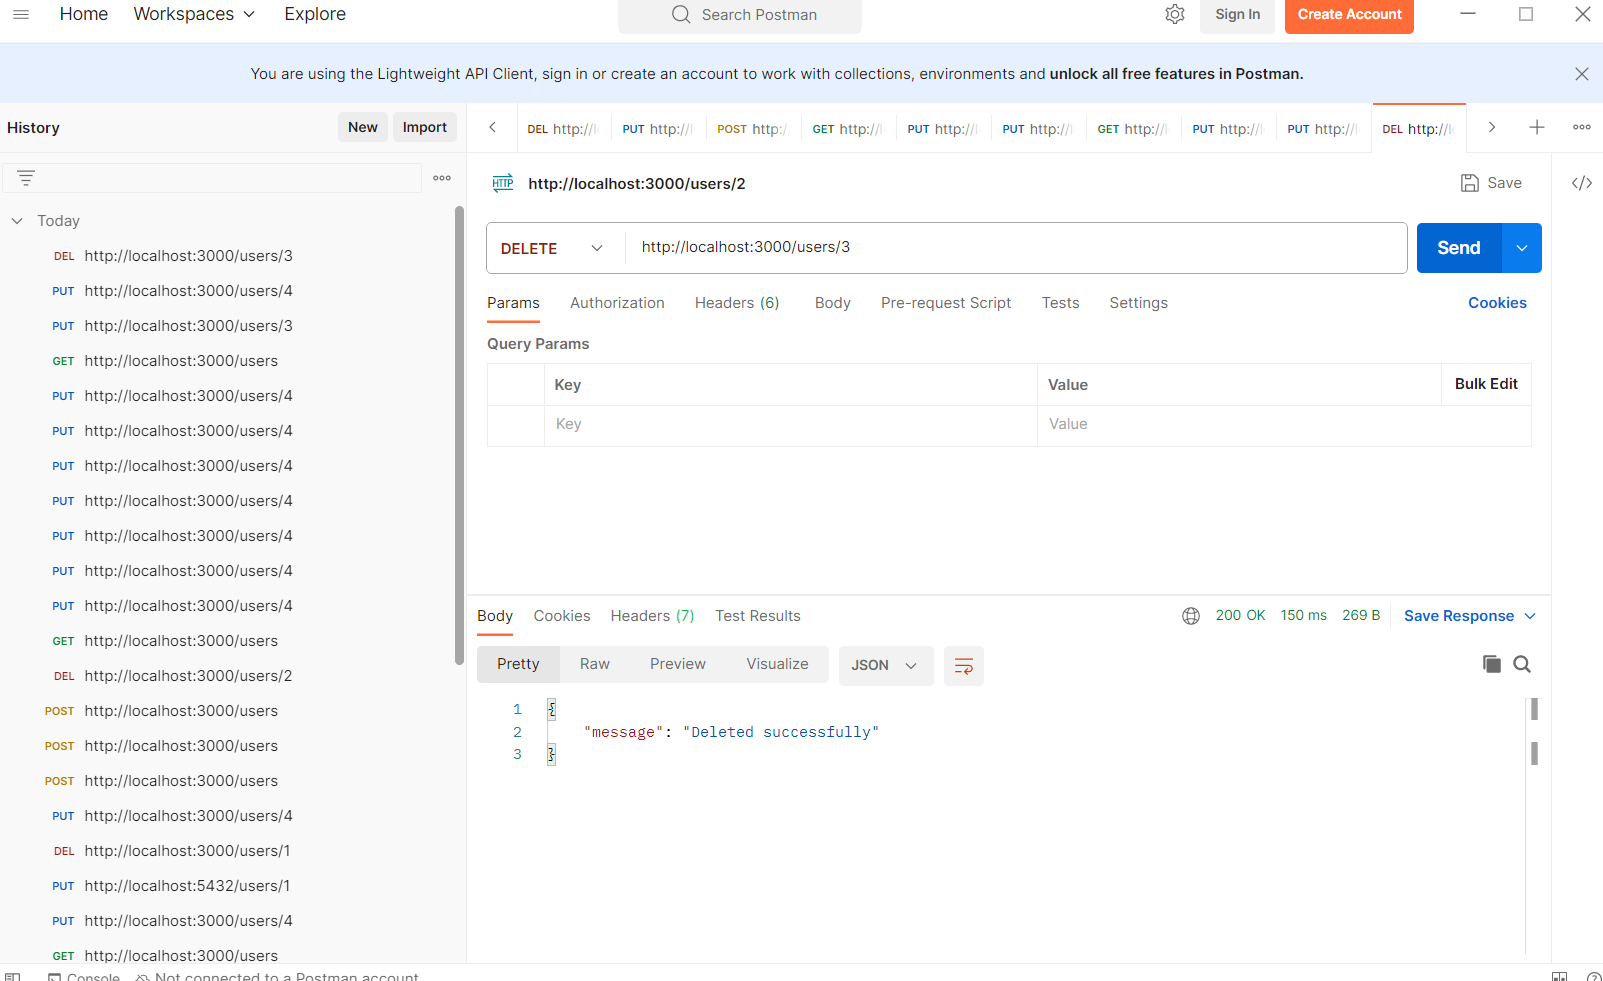 Home Workspaces Explore Search Postman Sign In Create Account
You are using the Lightweight API Client, sign in or create an account to work with collections, environments and unlock all free features in Postman.
History New Import
DEL http://l PUT http://l POST http:/ GET http://l PUT http://l PUT http://l GET http://l PUT http://l PUT http://l DEL http://l
http://localhost:3000/users/2 Save
Today
DELETE http://localhost:3000/users/3 Send
Params Authorization Headers (6) Body Pre-request Script Tests Settings Cookies
Query Params
Key Value Bulk Edit
Key Value
DEL http://localhost:3000/users/3
PUT http://localhost:3000/users/4
PUT http://localhost:3000/users/3
GET http://localhost:3000/users
PUT http://localhost:3000/users/4
PUT http://localhost:3000/users/4
PUT http://localhost:3000/users/4
PUT http://localhost:3000/users/4
PUT http://localhost:3000/users/4
PUT http://localhost:3000/users/4
PUT http://localhost:3000/users/4
GET http://localhost:3000/users
DEL http://localhost:3000/users/2
POST http://localhost:3000/users
POST http://localhost:3000/users
POST http://localhost:3000/users
PUT http://localhost:3000/users/4
DEL http://localhost:3000/users/1
PUT http://localhost:5432/users/1
PUT http://localhost:3000/users/4
GET http://localhost:3000/users
Body Cookies Headers (7) Test Results 200 OK 150 ms 269 B Save Response
Pretty Raw Preview Visualize JSON
1 {
2 "message": "Deleted successfully"
3 }
Console Not connected to a Postman account